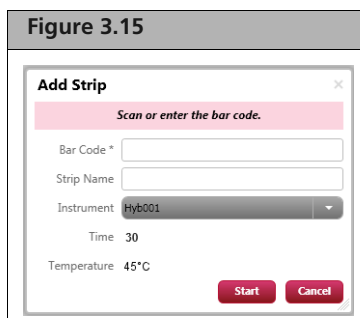 Figure 3.15
Add Strip
Scan or enter the bar code.
Bar Code *
Strip Name
Instrument Hyb001
Time 30
Temperature 45°C
Start Cancel